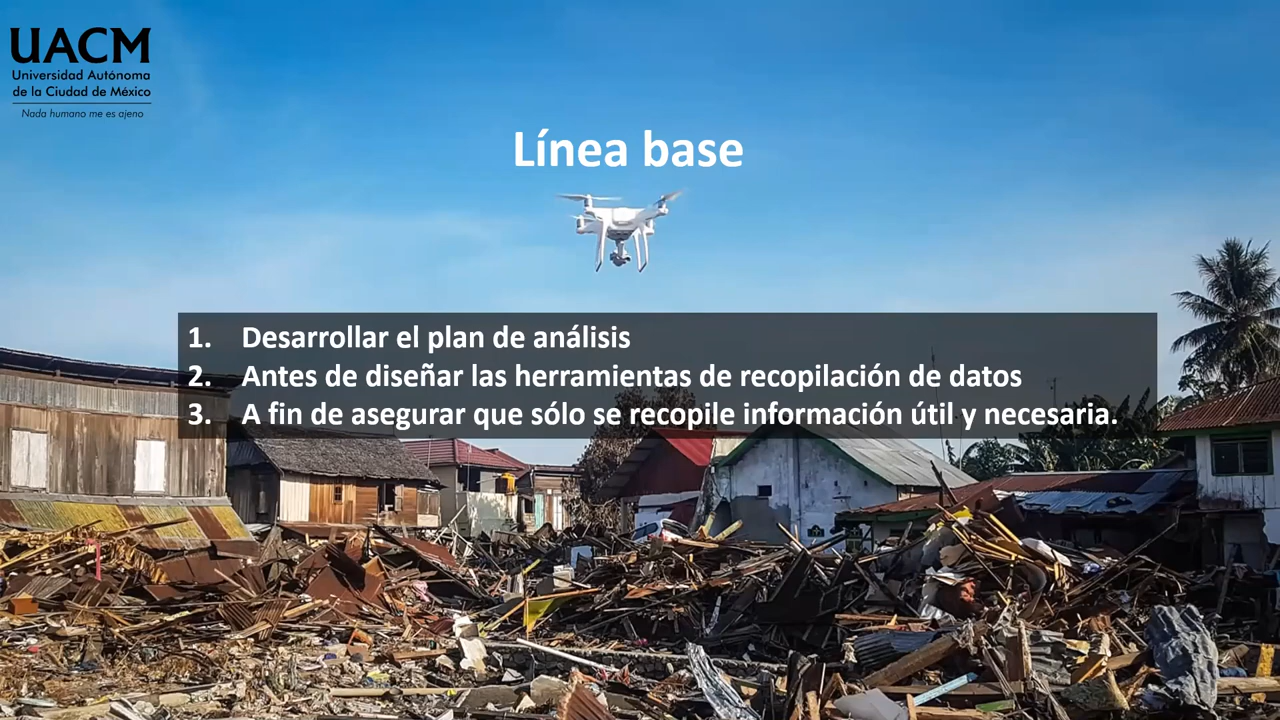 UACM
Universidad Autónoma
de la Ciudad de México
Nada humano me es ajeno
Línea base
1. Desarrollar el plan de análisis
2. Antes de diseñar las herramientas de recopilación de datos
3. A fin de asegurar que sólo se recopile información útil y necesaria.